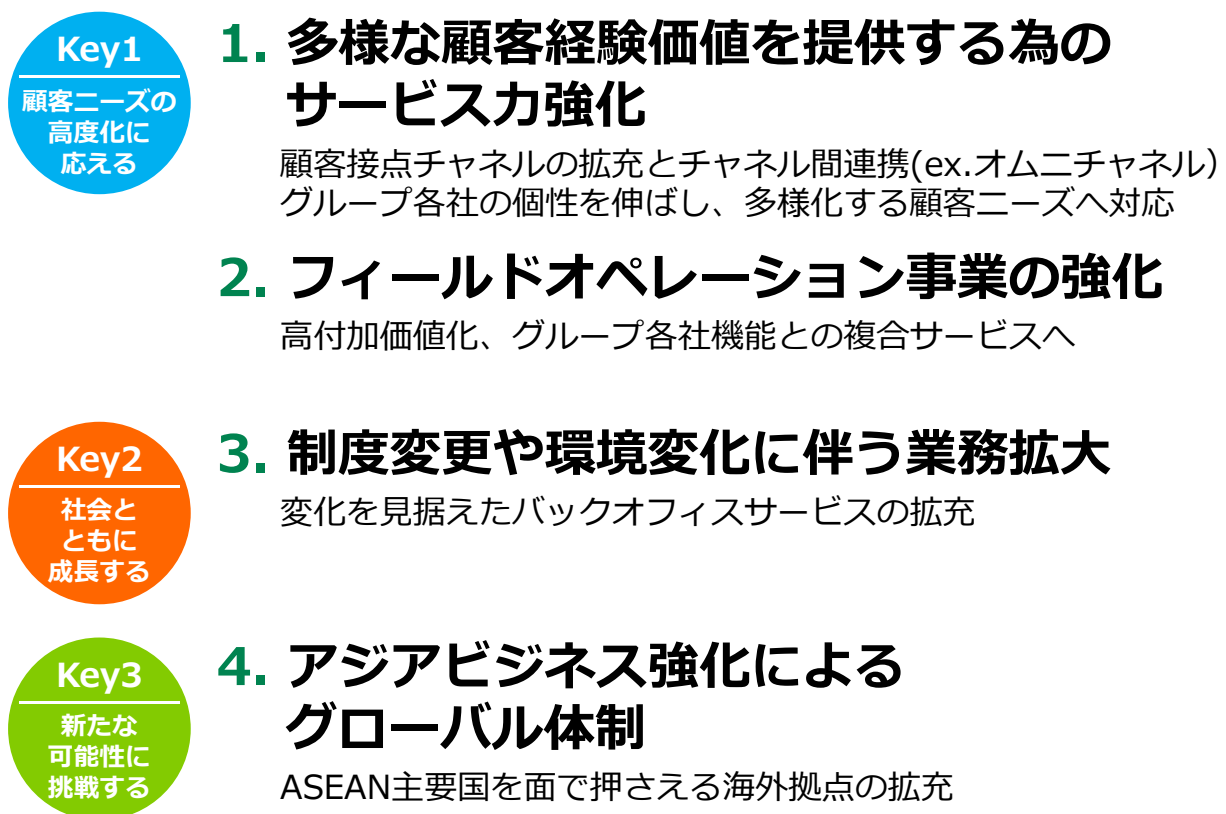 Key1
顧客ニーズの
高度化に
応える
1. 多様な顧客経験価値を提供する為の
サービス力強化
顧客接点チャネルの拡充とチャネル間連携(ex.オムニチャネル）
グループ各社の個性を伸ばし、多様化する顧客ニーズへ対応
2. フィールドオペレーション事業の強化
高付加価値化、グループ各社機能との複合サービスへ
Key2
社会と
ともに
成長する
3. 制度変更や環境変化に伴う業務拡大
変化を見据えたバックオフィスサービスの拡充
Key3
新たな
可能性に
挑戦する
4. アジアビジネス強化による
グローバル体制
ASEAN主要国を面で押さえる海外拠点の拡充